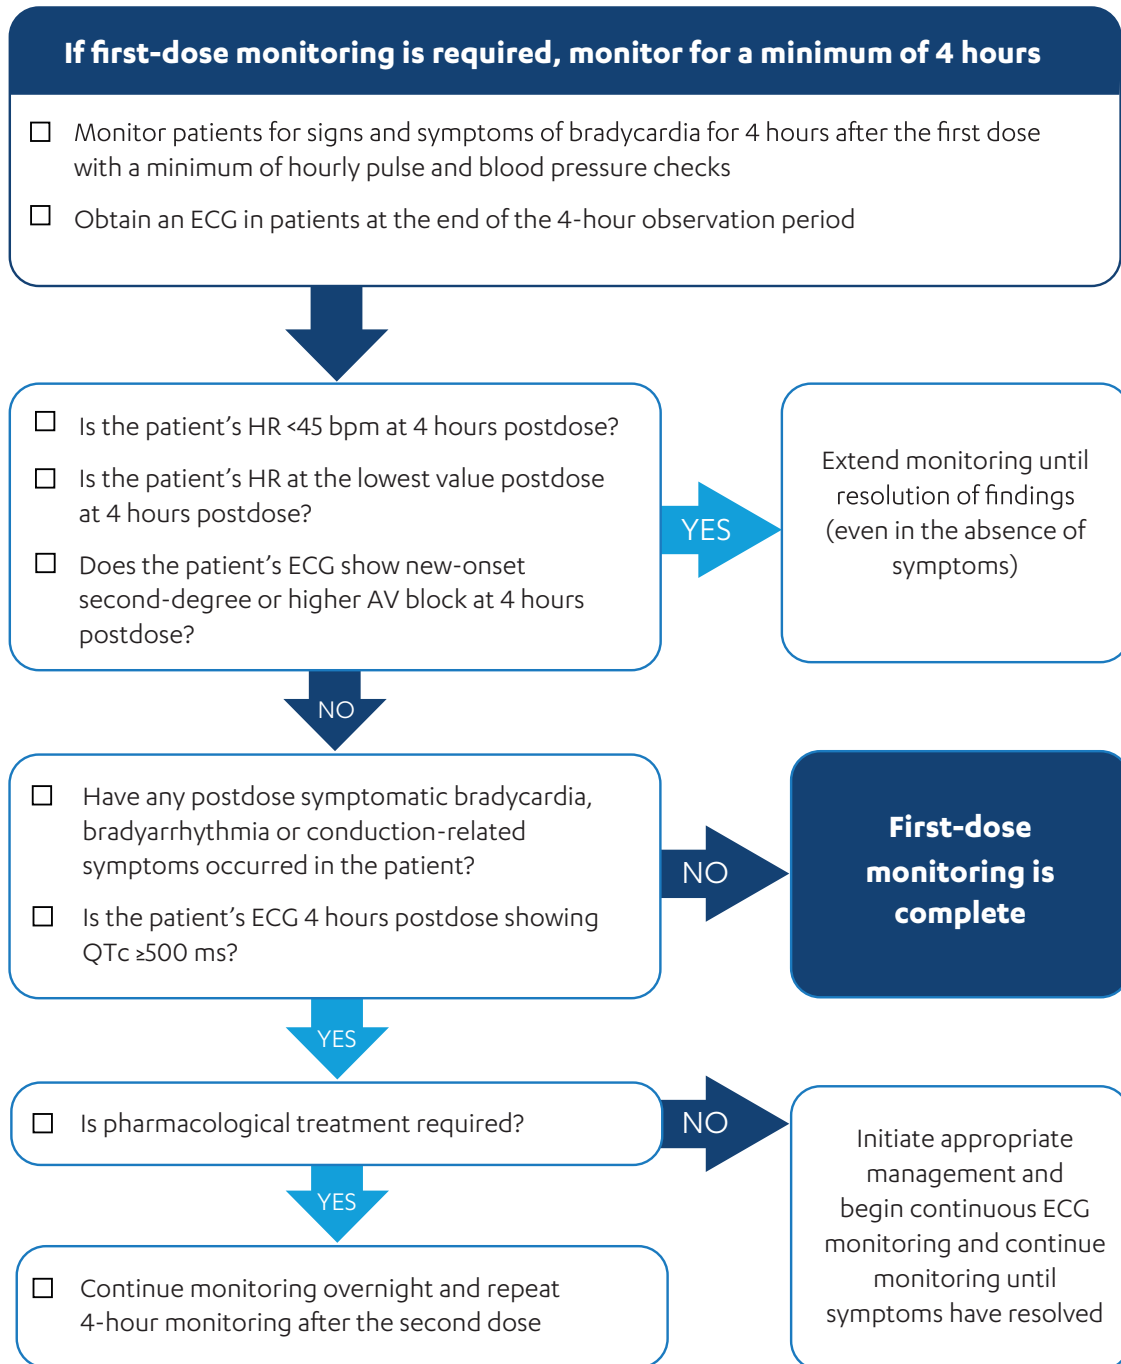 If first-dose monitoring is required, monitor for a minimum of 4 hours
Monitor patients for signs and symptoms of bradycardia for 4 hours after the first dose
with a minimum of hourly pulse and blood pressure checks
Obtain an ECG in patients at the end of the 4-hour observation period
Is the patient’s HR <45 bpm at 4 hours postdose?
Is the patient’s HR at the lowest value postdose
at 4 hours postdose?
Does the patient’s ECG show new-onset
second-degree or higher AV block at 4 hours
postdose?
YES
Extend monitoring until
resolution of findings
(even in the absence of
symptoms)
NO
Have any postdose symptomatic bradycardia,
bradyarrhythmia or conduction-related
symptoms occurred in the patient?
Is the patient’s ECG 4 hours postdose showing
QTc ≥500 ms?
NO
First-dose
monitoring is
complete
YES
Is pharmacological treatment required?
NO
Initiate appropriate
management and
begin continuous ECG
monitoring and continue
monitoring until
symptoms have resolved
YES
Continue monitoring overnight and repeat
4-hour monitoring after the second dose